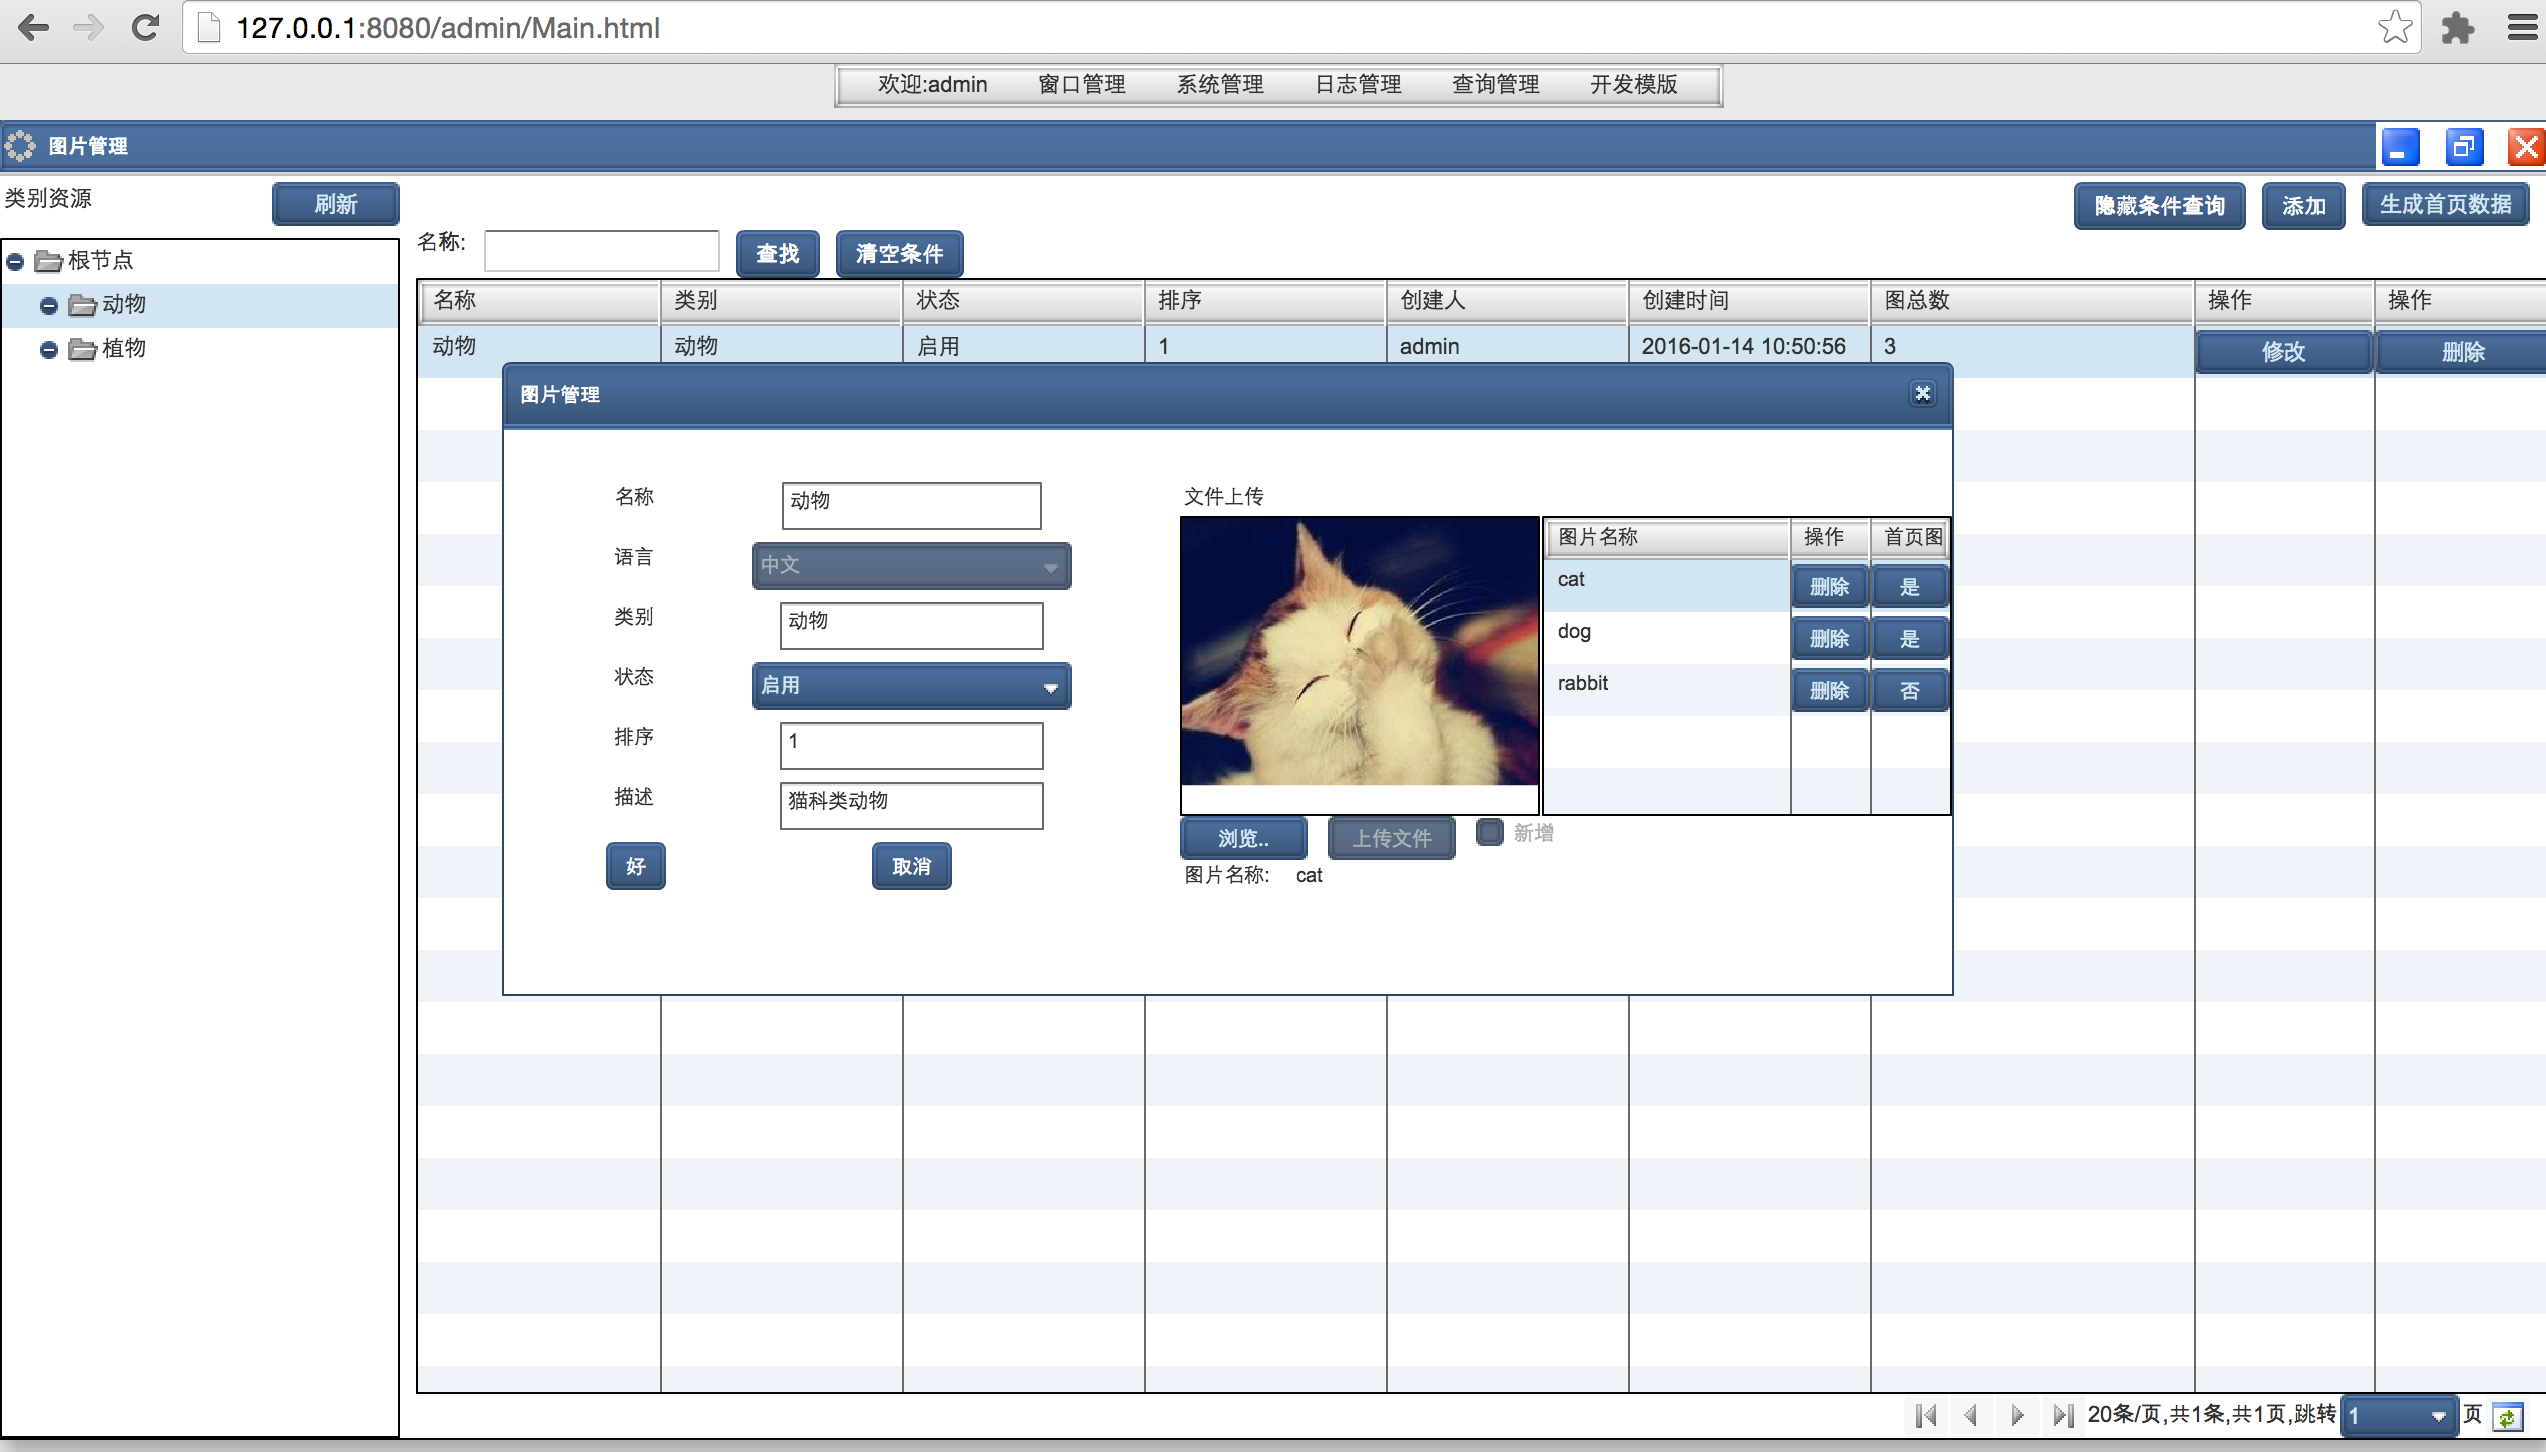 127.0.0.1:8080/admin/Main.html
欢迎:admin 窗口管理 系统管理 日志管理 查询管理 开发模版
图片管理
类别资源 刷新 隐藏条件查询 添加 生成首页数据
名称: 查找 清空条件
根节点
动物
植物
名称 类别 状态 排序 创建人 创建时间 图总数 操作 操作
动物 动物 启用 1 admin 2016-01-14 10:50:56 3 修改 删除
图片管理
名称 动物
语言 中文
类别 动物
状态 启用
排序 1
描述 猫科类动物
好 取消
文件上传
图片名称 操作 首页图
cat 删除 是
dog 删除 是
rabbit 删除 否
浏览.. 上传文件 新增
图片名称: cat
20条/页,共1条,共1页,跳转 1 页